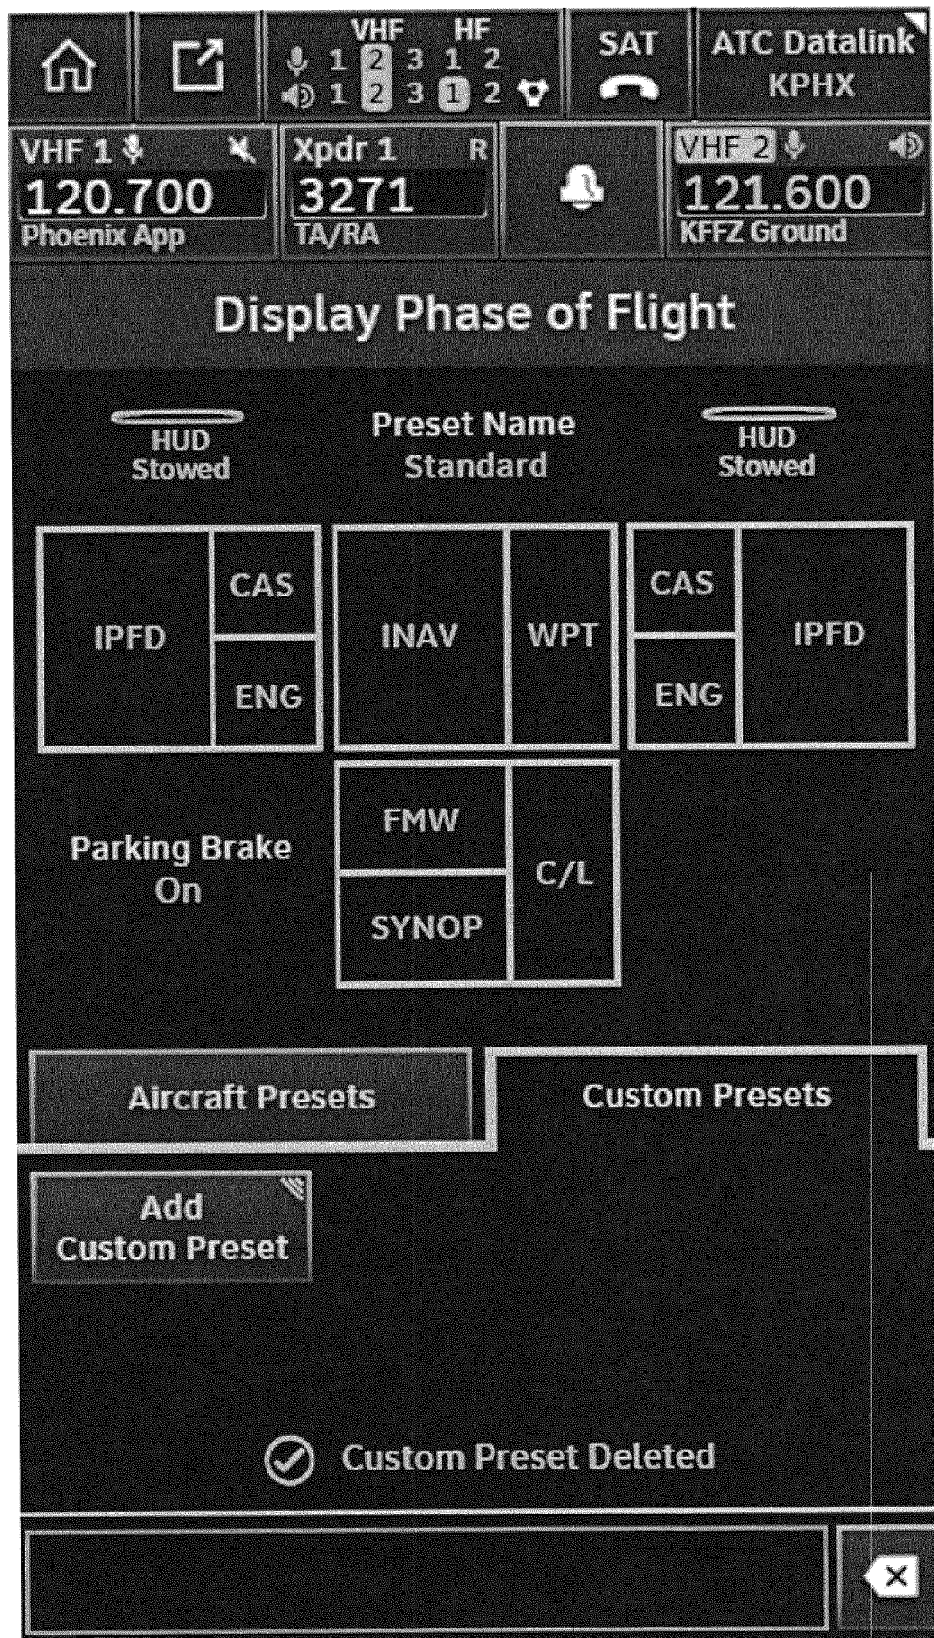 VHF HF
1 2 3 1 2
1 2 3 1 2
SAT
ATC Datalink
KPHX
VHF 1
120.700
Phoenix App
Xpdr 1 R
3271
TA/RA
VHF 2
121.600
KFFZ Ground
Display Phase of Flight
HUD
Stowed
Preset Name
Standard
HUD
Stowed
IPFD
CAS
ENG
INAV
WPT
CAS
ENG
IPFD
Parking Brake
On
FMW
SYNOP
C/L
Aircraft Presets
Custom Presets
Add
Custom Preset
Custom Preset Deleted